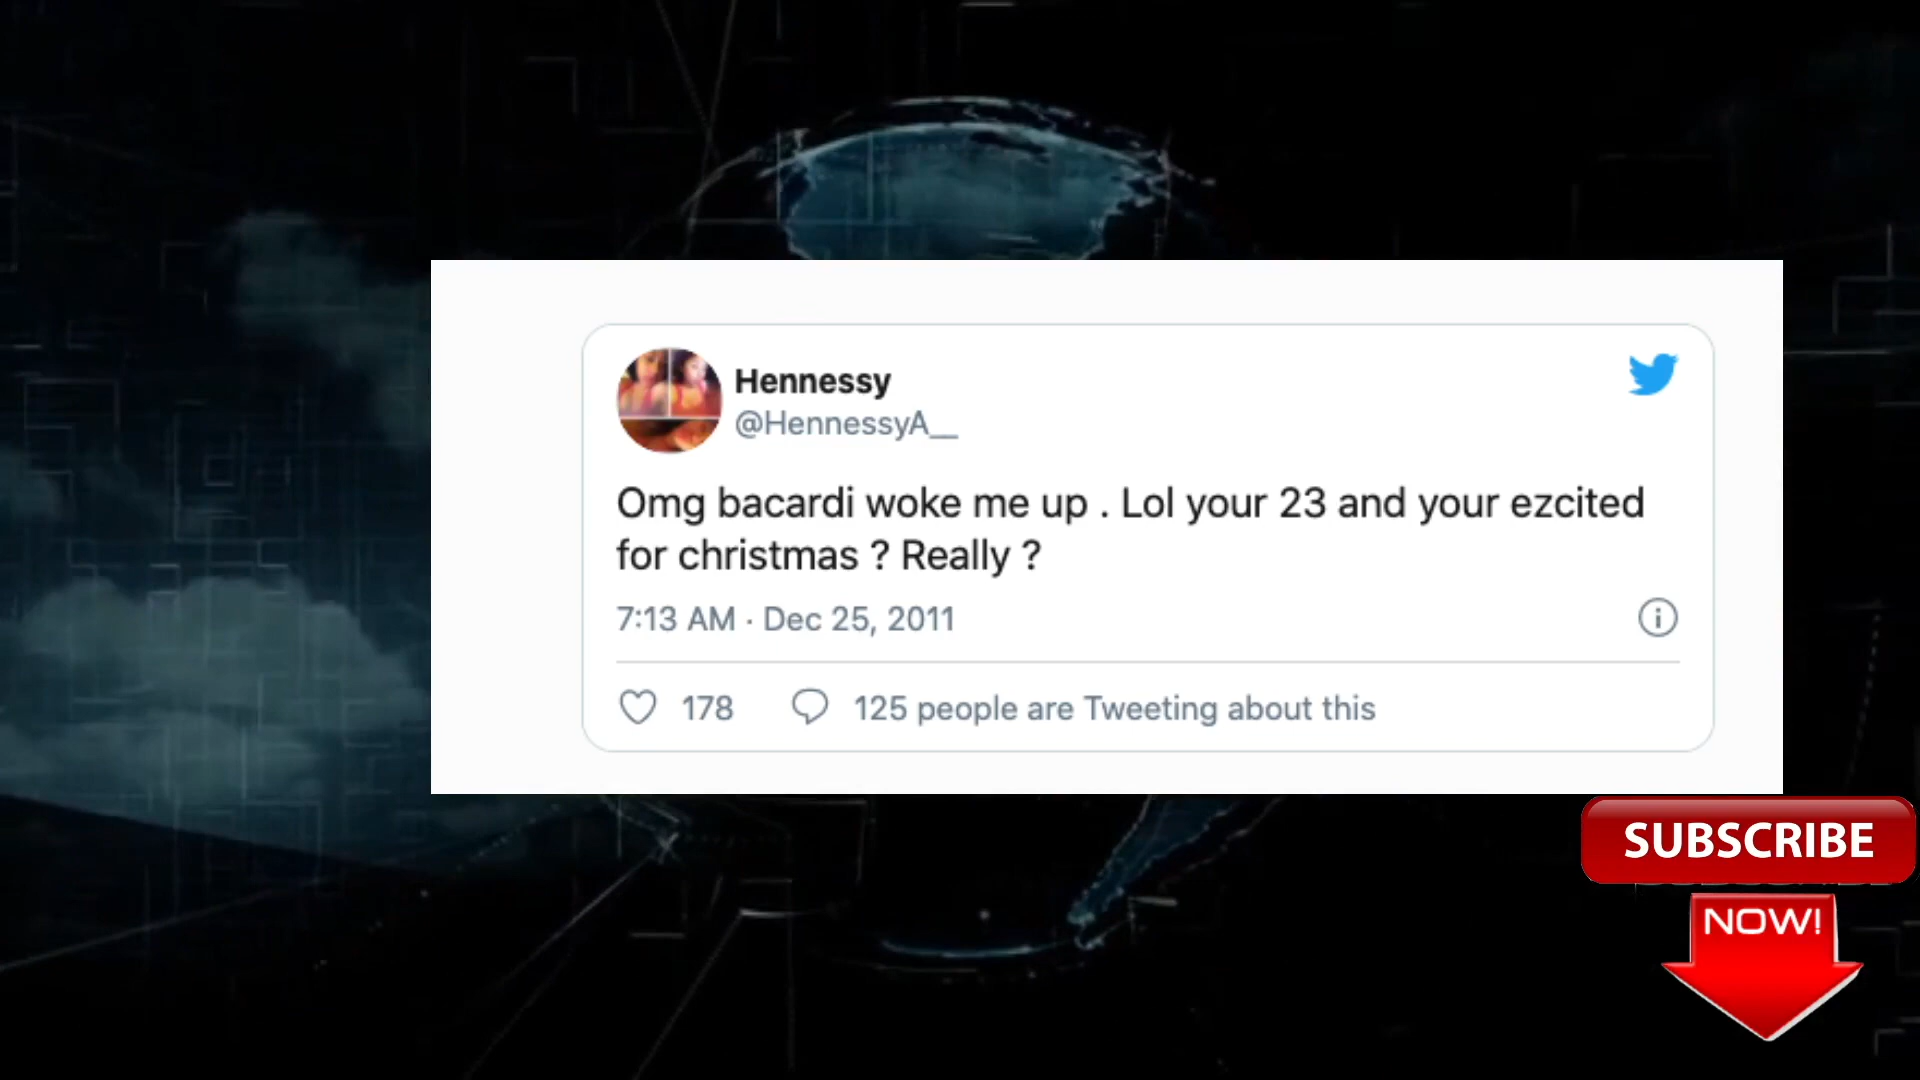 Hennessy
@HennessyA__
Omg bacardi woke me up . Lol your 23 and your ezcited
for christmas ? Really ?
7:13 AM · Dec 25, 2011
178 125 people are Tweeting about this
SUBSCRIBE
NOW!